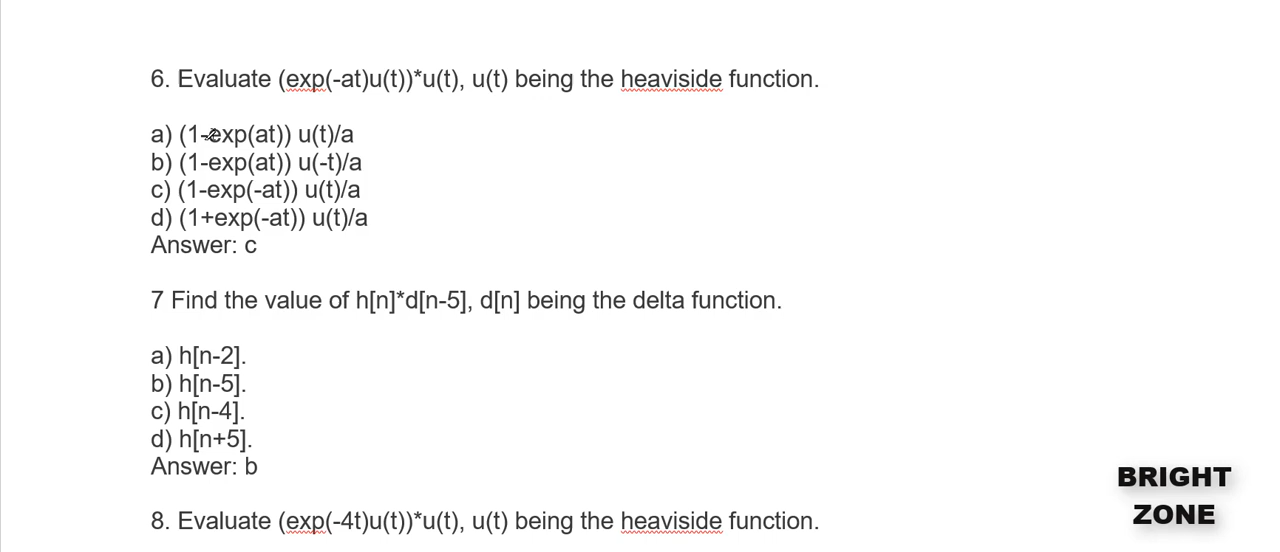 6. Evaluate (exp(-at)u(t))*u(t), u(t) being the heaviside function.
a) (1-exp(at)) u(t)/a
b) (1-exp(at)) u(-t)/a
c) (1-exp(-at)) u(t)/a
d) (1+exp(-at)) u(t)/a
Answer: c
7 Find the value of h[n]*d[n-5], d[n] being the delta function.
a) h[n-2].
b) h[n-5].
c) h[n-4].
d) h[n+5].
Answer: b
BRIGHT
ZONE
8. Evaluate (exp(-4t)u(t))*u(t), u(t) being the heaviside function.